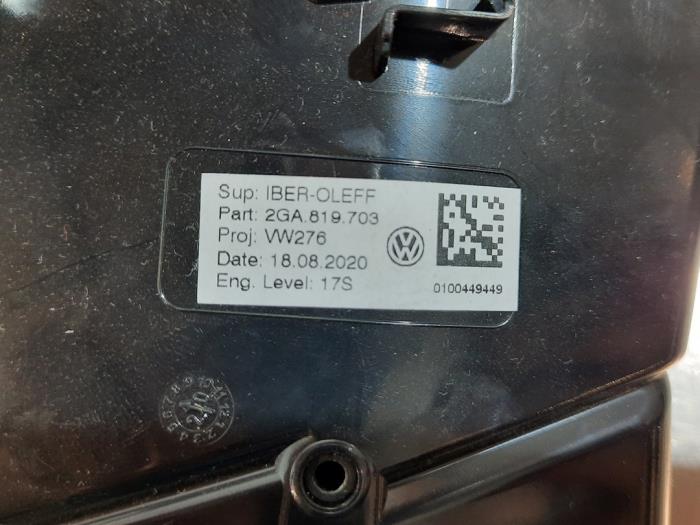 Sup: IBER-OLEFF
Part: 2GA.819.703
Proj: VW276
Date: 18.08.2020
Eng. Level: 17S
0100449449